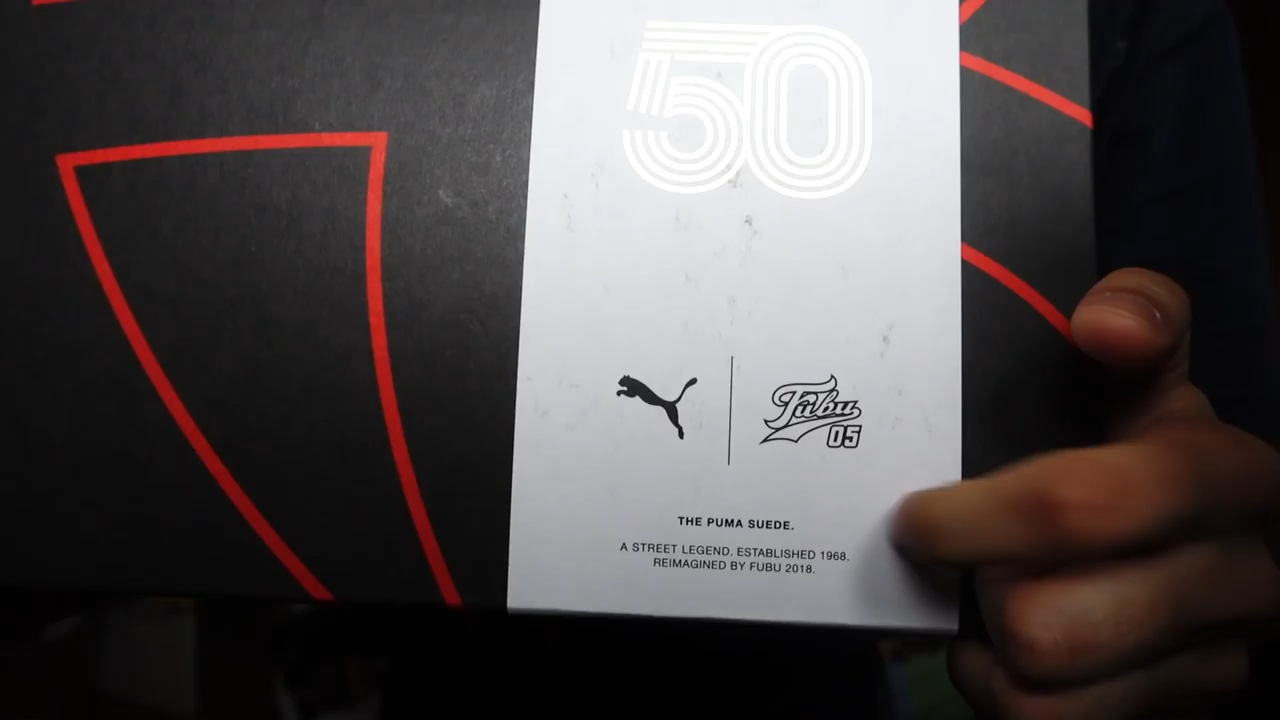 50
Fubu
05
THE PUMA SUEDE.
A STREET LEGEND. ESTABLISHED 1968.
REIMAGINED BY FUBU 2018.